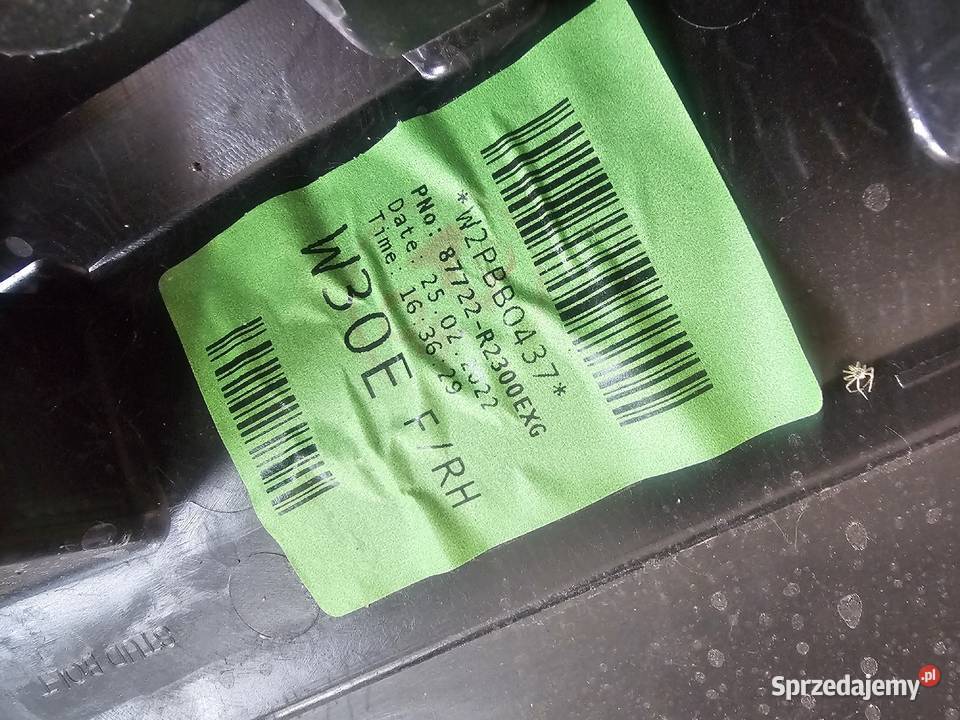 *W2PBB0437*
PNo: 87722-R2300EXG
Date: 25.02.2022
Time: 16:36:29
W30E F/RH
STUD BOLT
Sprzedajemy.pl